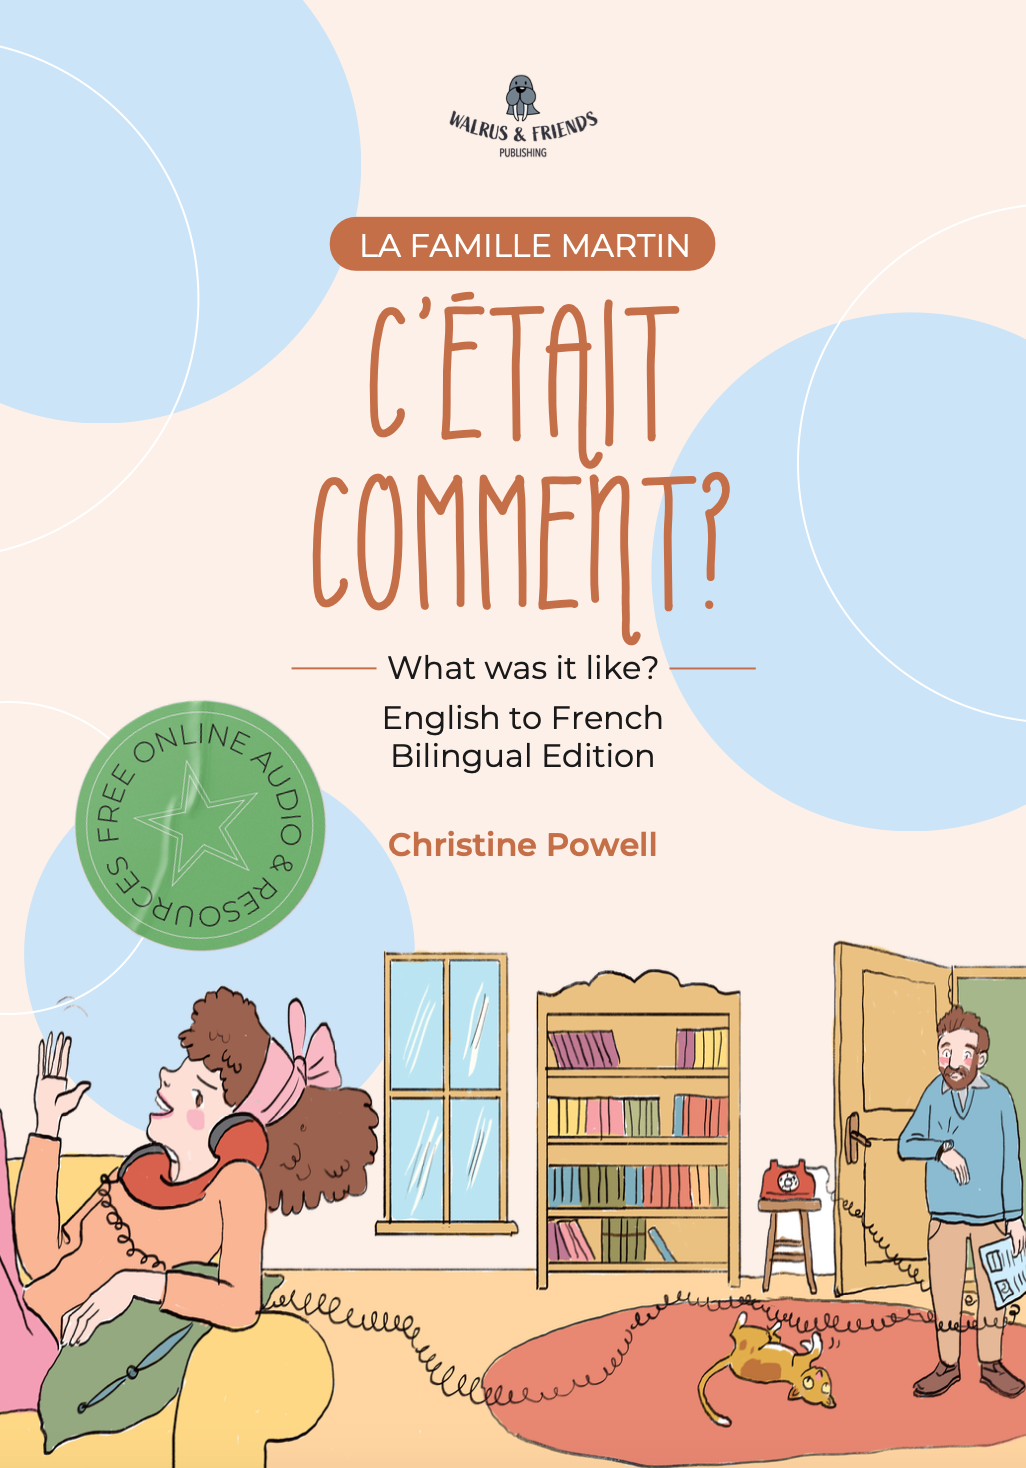 WALRUS & FRIENDS
PUBLISHING
LA FAMILLE MARTIN
C'ÉTAIT
COMMENT?
What was it like?
English to French
Bilingual Edition
FREE ONLINE AUDIO & RESOURCES
Christine Powell